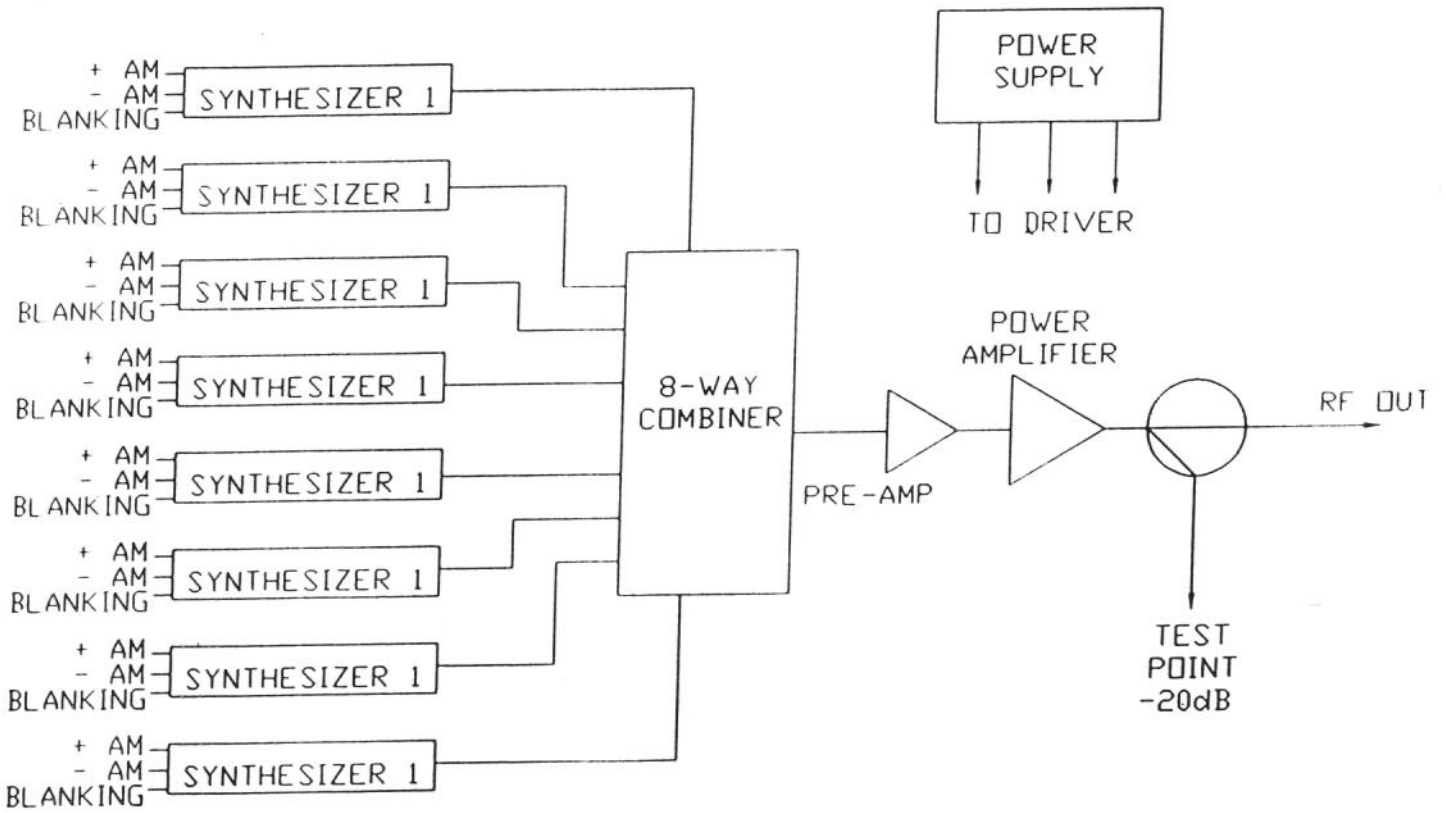 + AM
- AM
BLANKING
SYNTHESIZER 1
+ AM
- AM
BLANKING
SYNTHESIZER 1
+ AM
- AM
BLANKING
SYNTHESIZER 1
+ AM
- AM
BLANKING
SYNTHESIZER 1
+ AM
- AM
BLANKING
SYNTHESIZER 1
+ AM
- AM
BLANKING
SYNTHESIZER 1
+ AM
- AM
BLANKING
SYNTHESIZER 1
+ AM
- AM
BLANKING
SYNTHESIZER 1
8-WAY
COMBINER
PRE-AMP
POWER
AMPLIFIER
POWER
SUPPLY
TO DRIVER
RF OUT
TEST
POINT
-20dB